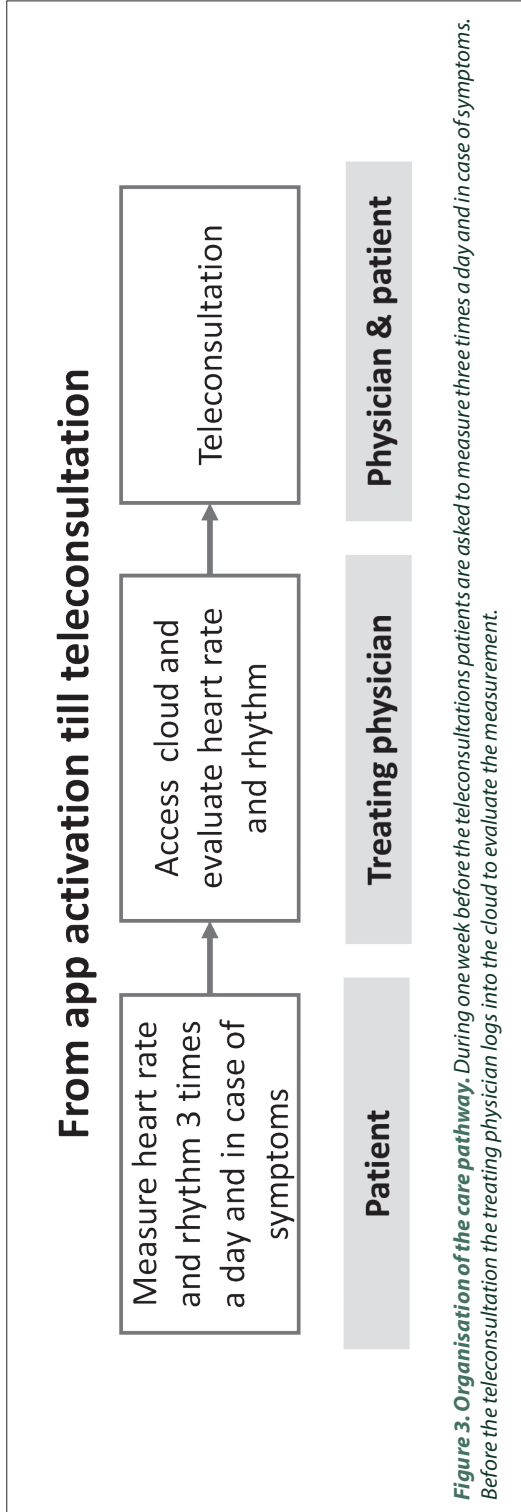 From app activation till teleconsultation
Measure heart rate
and rhythm 3 times
a day and in case of
symptoms
Access cloud and
evaluate heart rate
and rhythm
Teleconsultation
Patient
Treating physician
Physician & patient
Figure 3. Organisation of the care pathway. During one week before the teleconsultations patients are asked to measure three times a day and in case of symptoms.
Before the teleconsultation the treating physician logs into the cloud to evaluate the measurement.